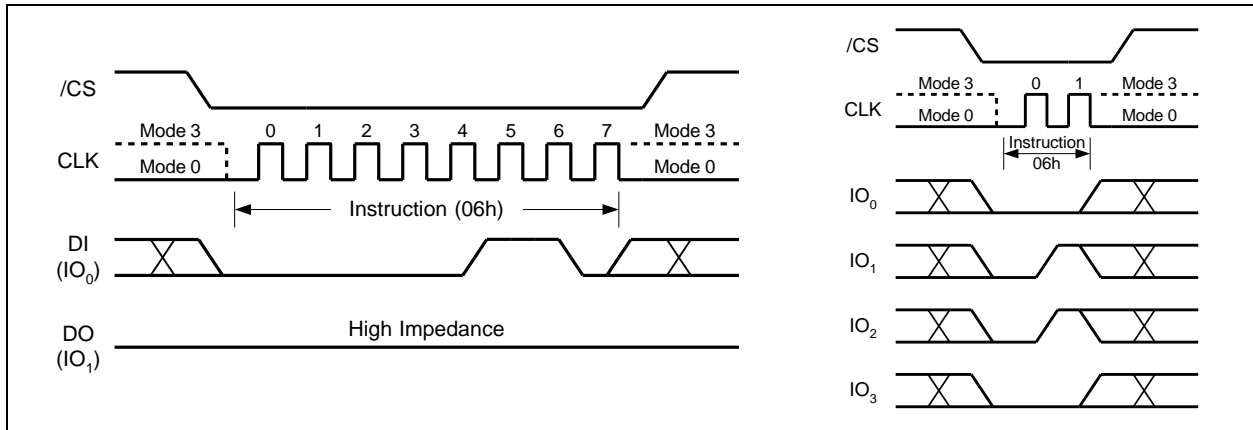 /CS
Mode 3 0 1 2 3 4 5 6 7 Mode 3
CLK
Mode 0 Mode 0
Instruction (06h)
DI
(IO0)
High Impedance
DO
(IO1)
/CS
Mode 3 0 1 Mode 3
CLK
Mode 0 Mode 0
Instruction
06h
IO0
IO1
IO2
IO3